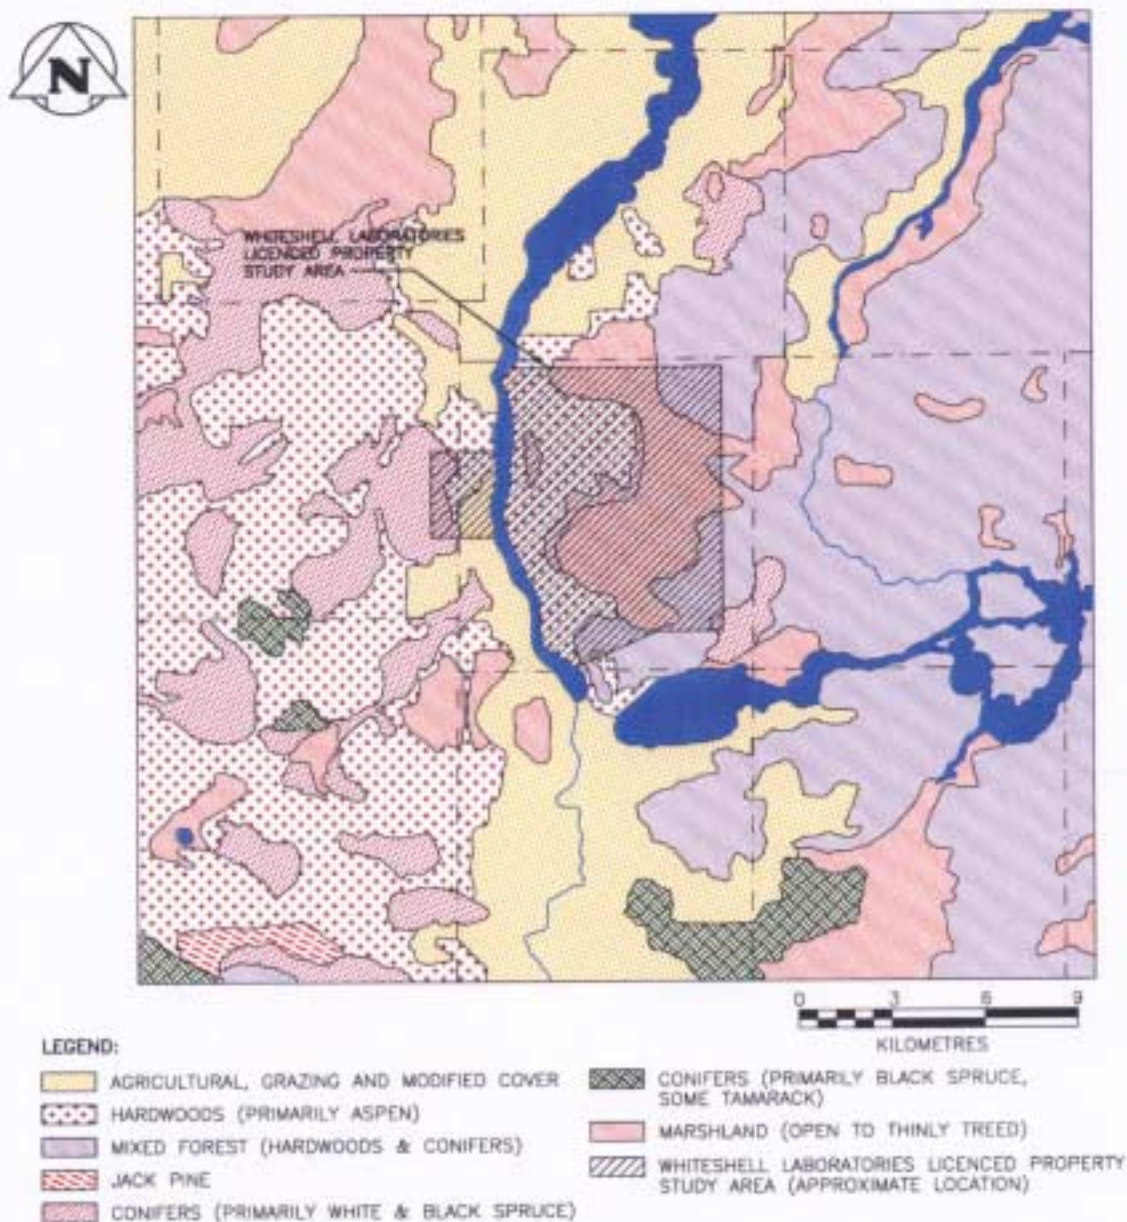 N
WHITESHELL LABORATORIES
LICENCED PROPERTY
STUDY AREA
0 3 6 9
KILOMETRES
LEGEND:
AGRICULTURAL, GRAZING AND MODIFIED COVER
HARDWOODS (PRIMARILY ASPEN)
MIXED FOREST (HARDWOODS & CONIFERS)
JACK PINE
CONIFERS (PRIMARILY WHITE & BLACK SPRUCE)
CONIFERS (PRIMARILY BLACK SPRUCE,
SOME TAMARACK)
MARSHLAND (OPEN TO THINLY TREED)
WHITESHELL LABORATORIES LICENCED PROPERTY
STUDY AREA (APPROXIMATE LOCATION)